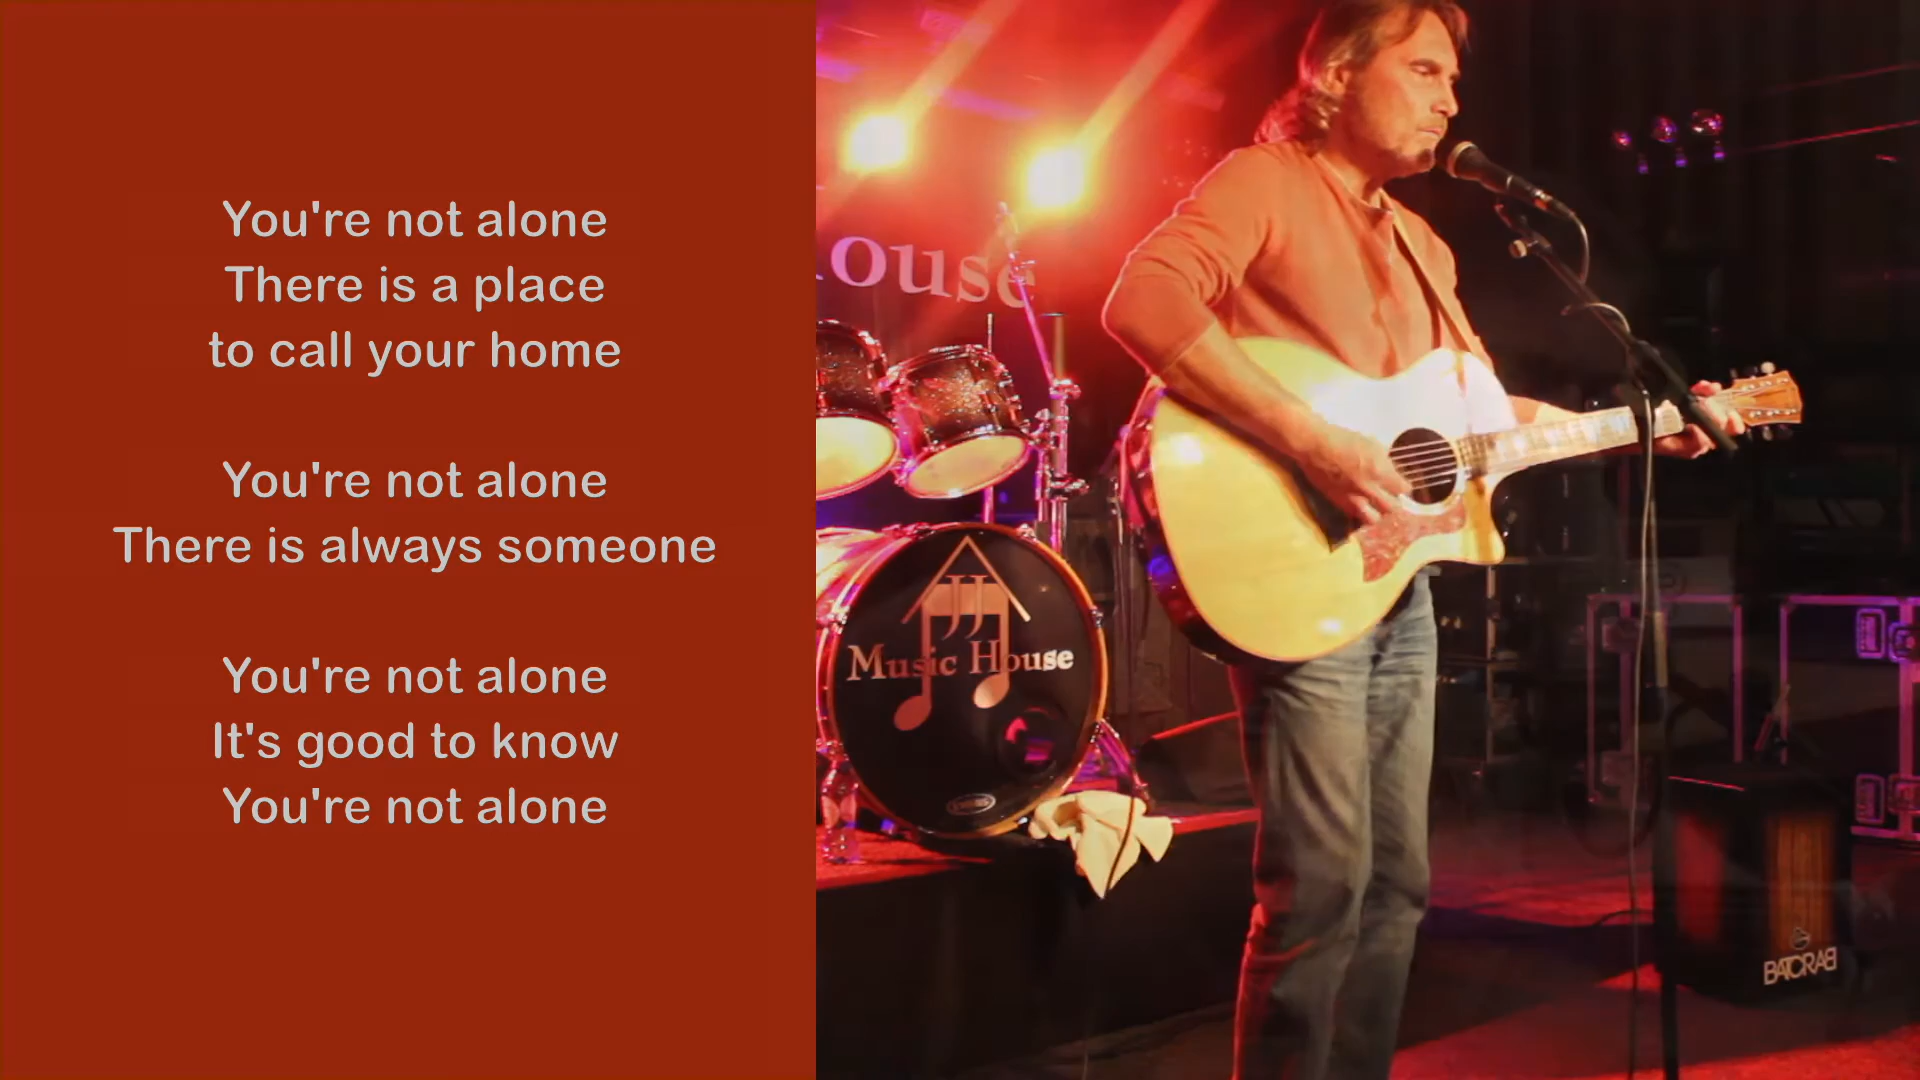 You're not alone
There is a place
to call your home
You're not alone
There is always someone
You're not alone
It's good to know
You're not alone
ouse
JJ
Music House
BATCRAB